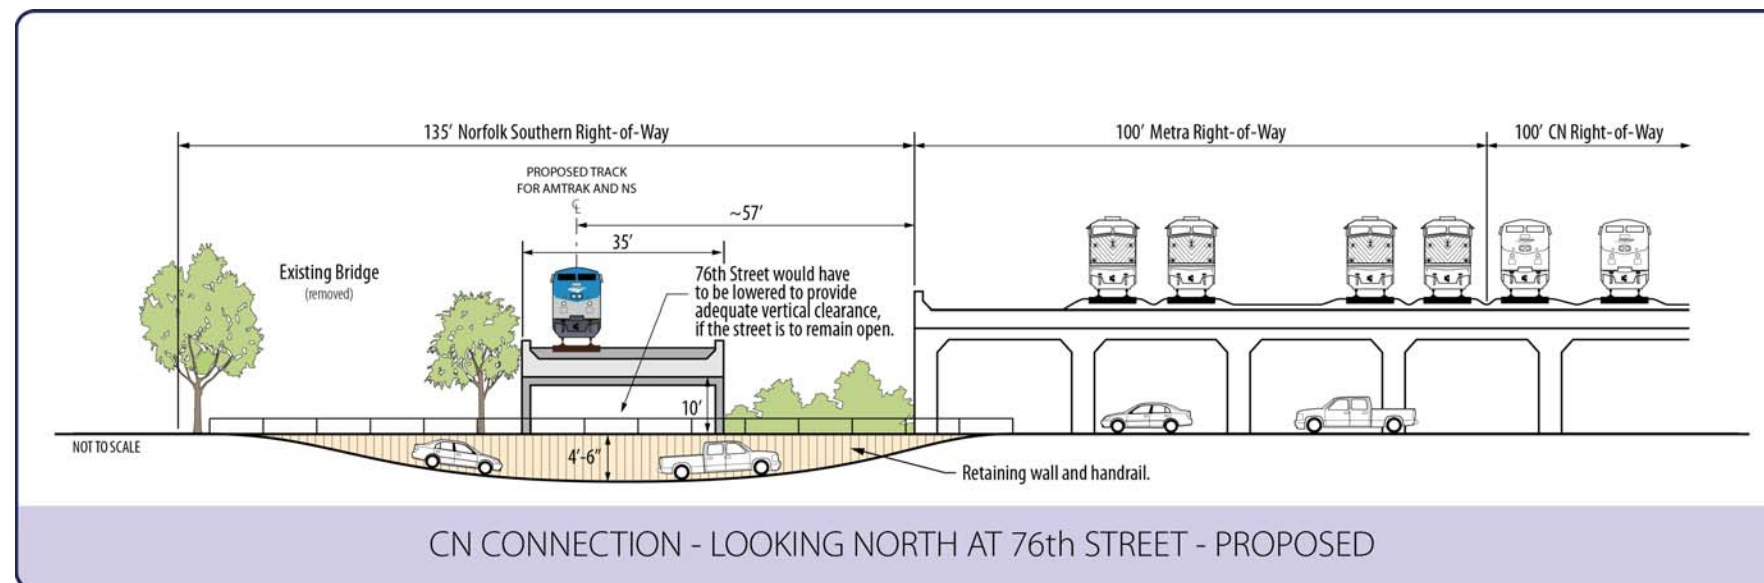 135’ Norfolk Southern Right-of-Way
100’ Metra Right-of-Way
100’ CN Right-of-Way
PROPOSED TRACK
FOR AMTRAK AND NS
℄
~57’
35’
Existing Bridge
(removed)
76th Street would have
to be lowered to provide
adequate vertical clearance,
if the street is to remain open.
10’
NOT TO SCALE
4’-6”
Retaining wall and handrail.
CN CONNECTION - LOOKING NORTH AT 76th STREET - PROPOSED